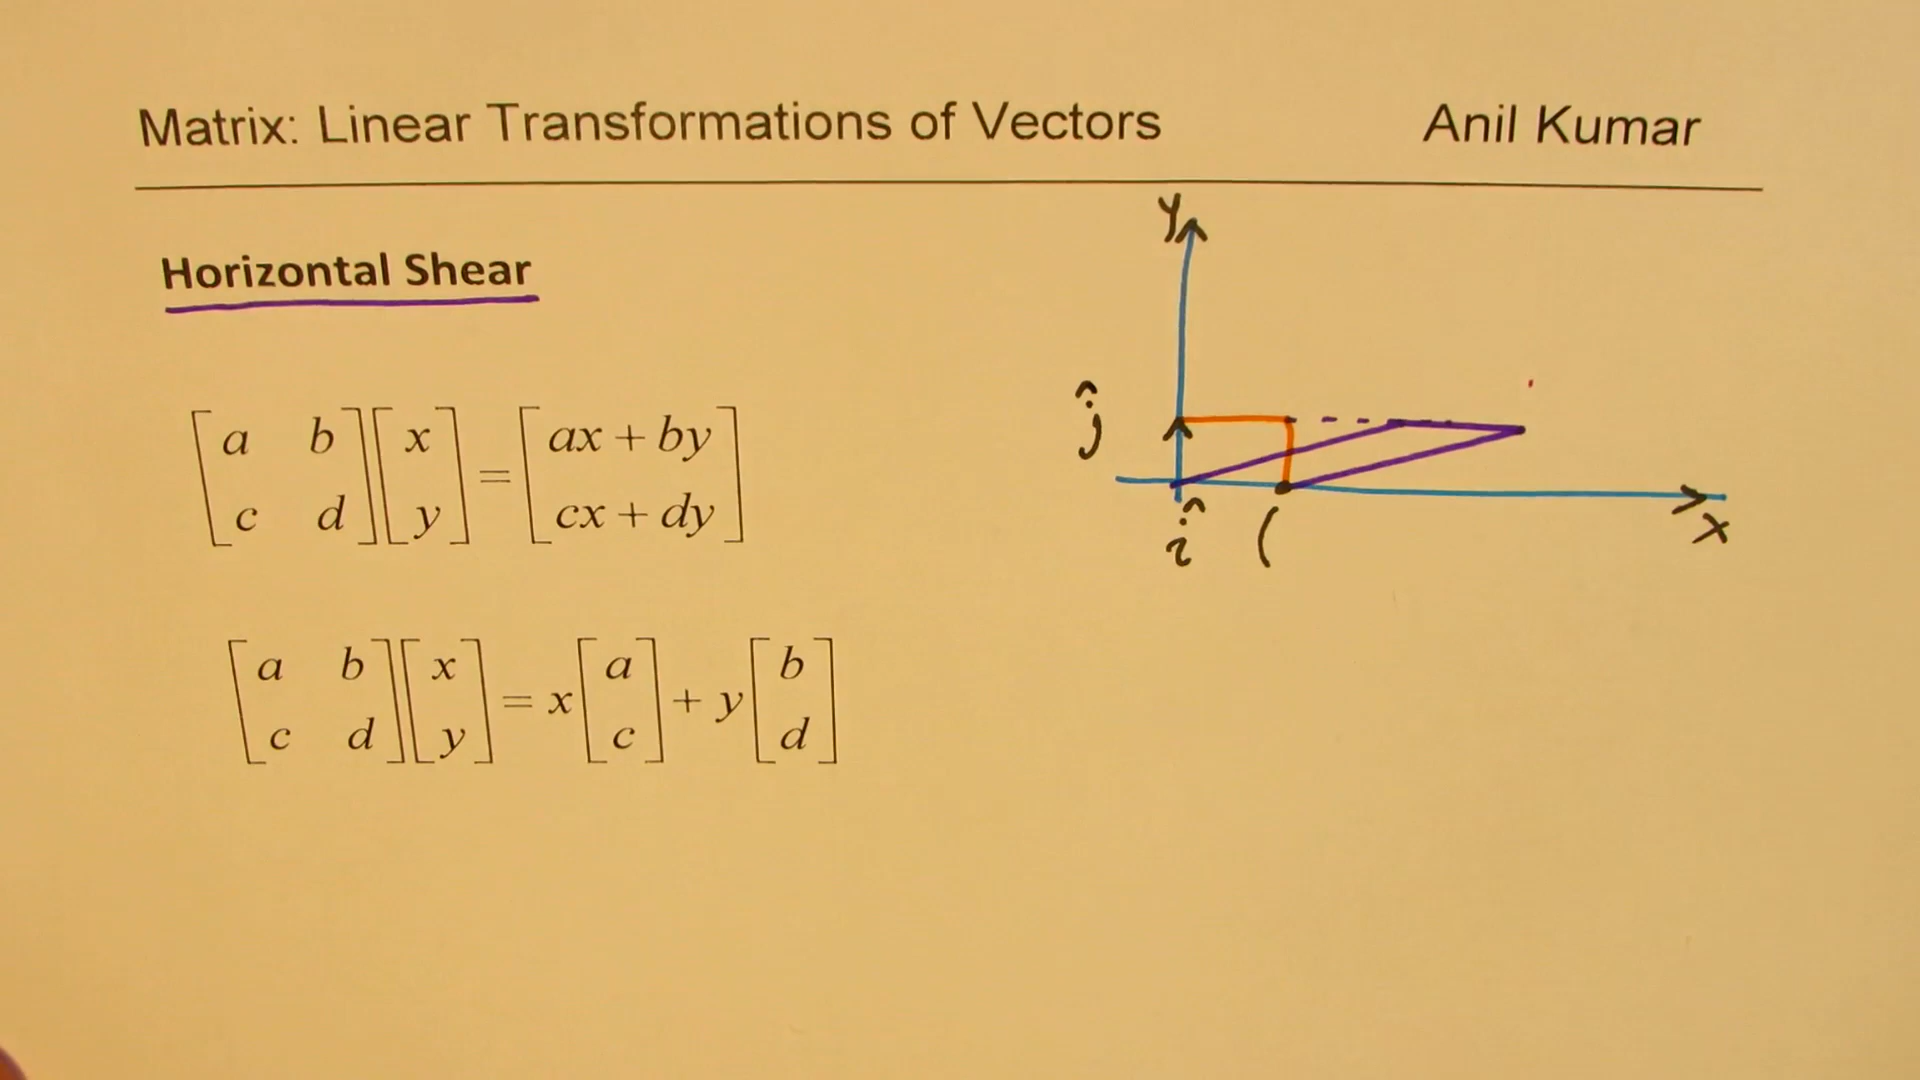 Matrix: Linear Transformations of Vectors Anil Kumar
Horizontal Shear
[a b; c d][x; y] = [ax + by; cx + dy]
[a b; c d][x; y] = x[a; c] + y[b; d]
y
ĵ
î (
x